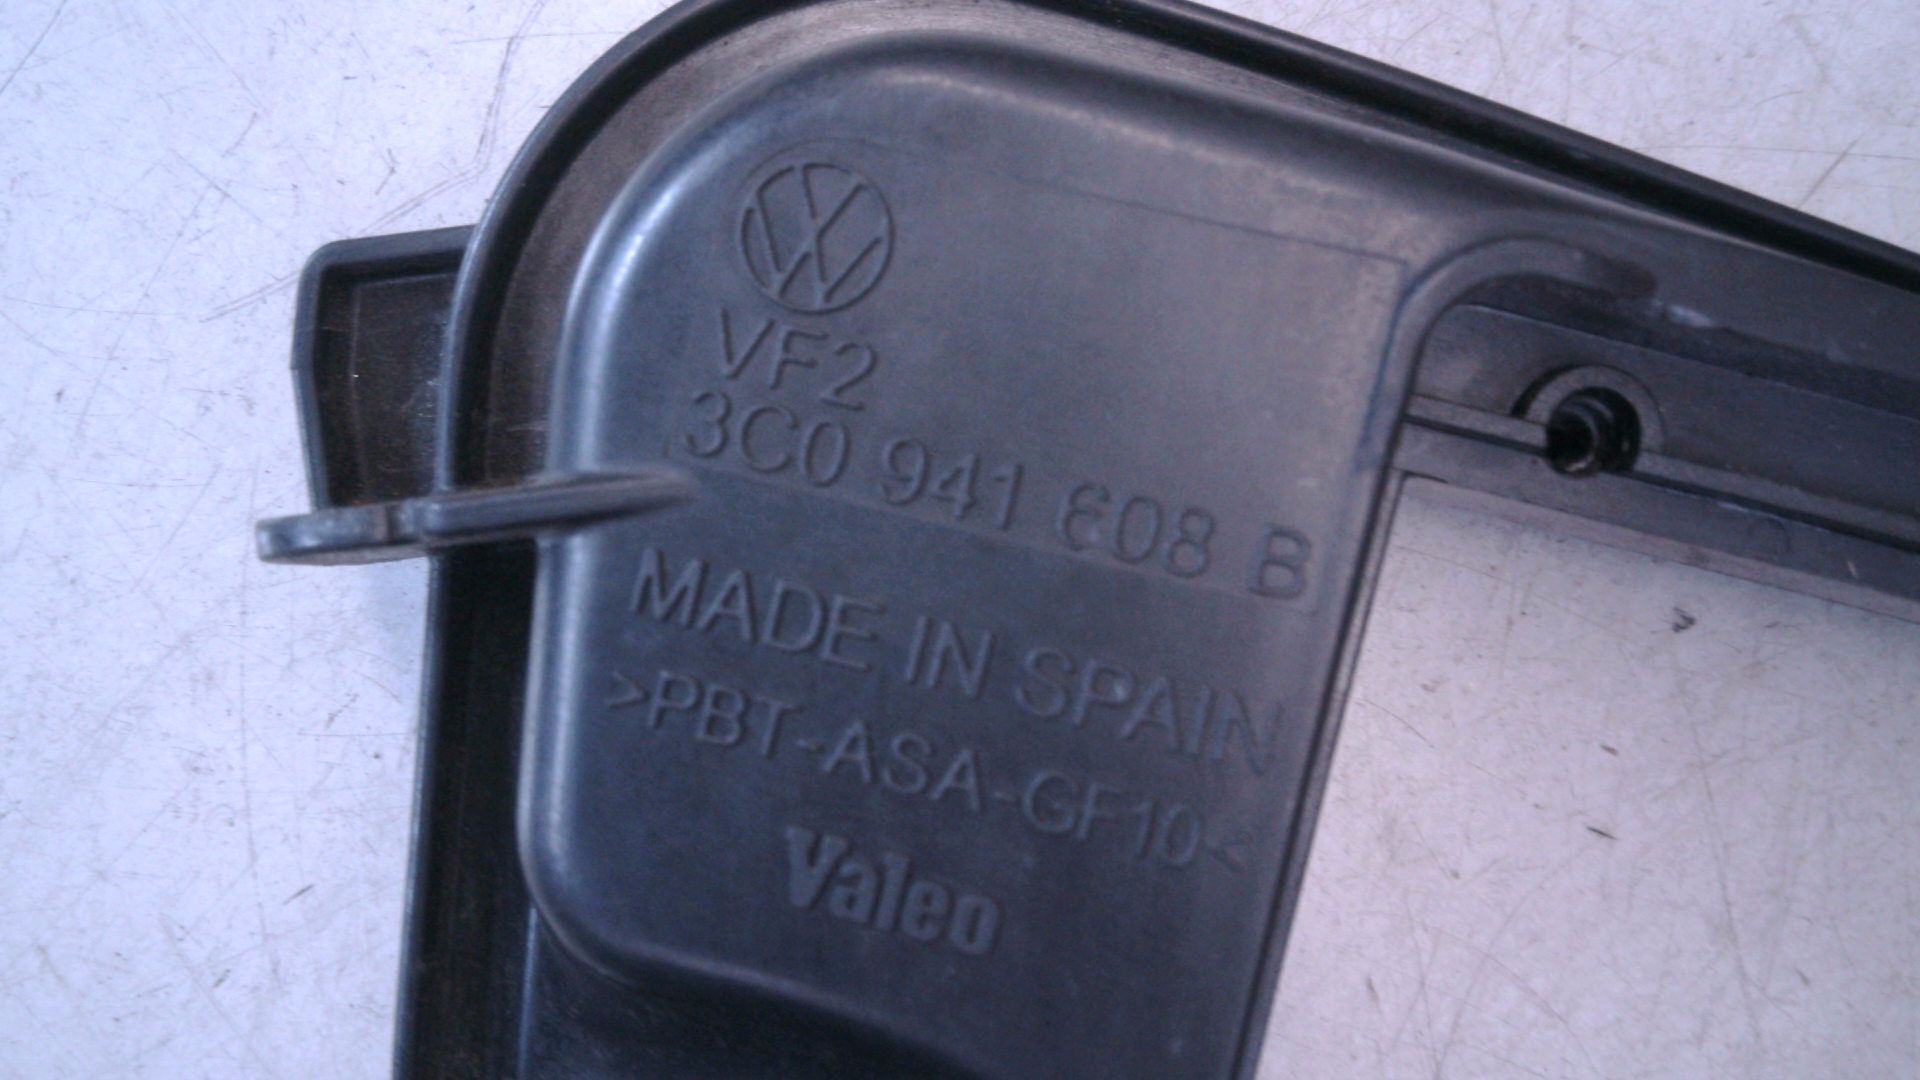 VF2
3C0 941 608 B
MADE IN SPAIN
>PBT-ASA-GF10<
Valeo